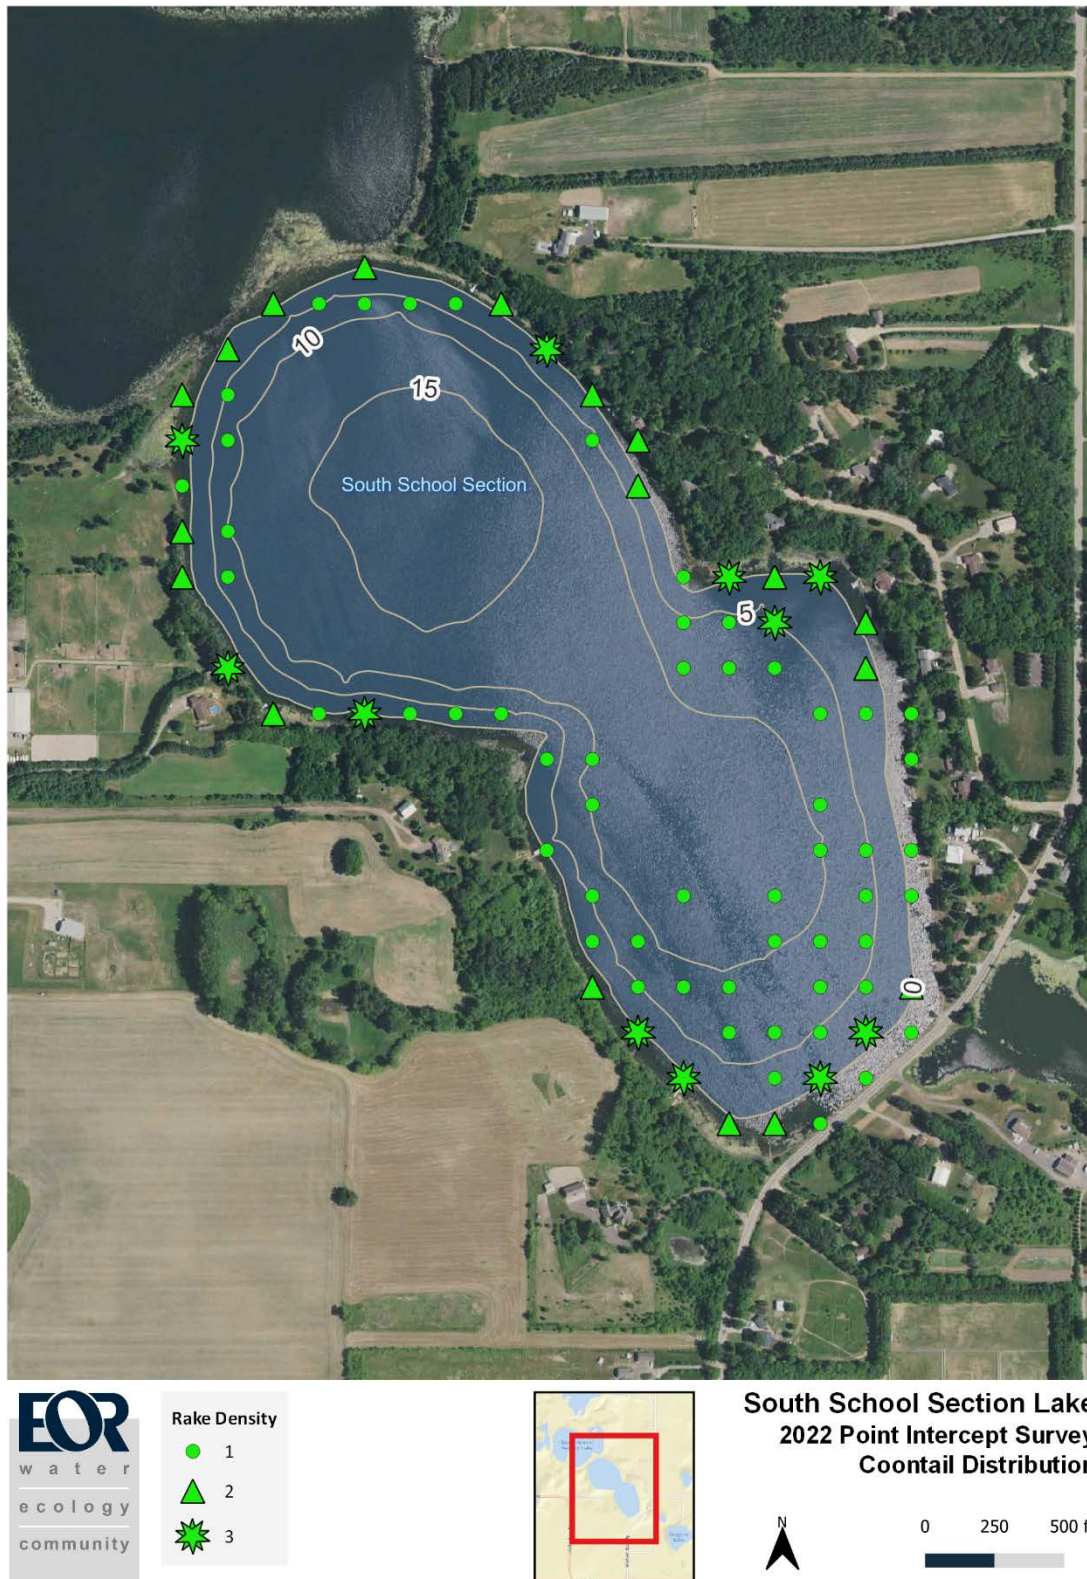 10
15
South School Section
5
0
EOR
water
ecology
community
Rake Density
1
2
3
South School Section Lake
2022 Point Intercept Survey
Coontail Distribution
N
0 250 500 f